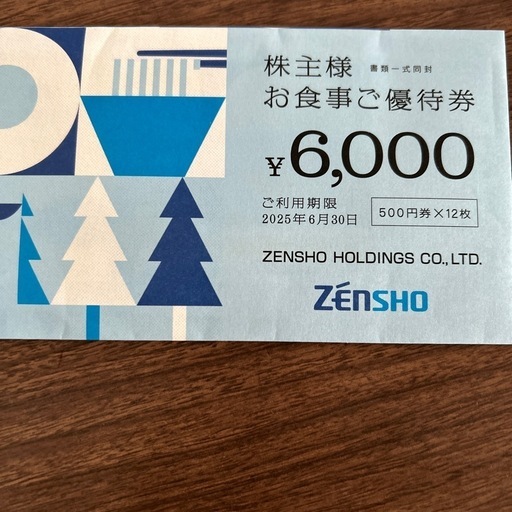 株主様 書類一式同封
お食事ご優待券
¥6,000
ご利用期限
2025年6月30日
500円券×12枚
ZENSHO HOLDINGS CO.,LTD.
ZENSHO